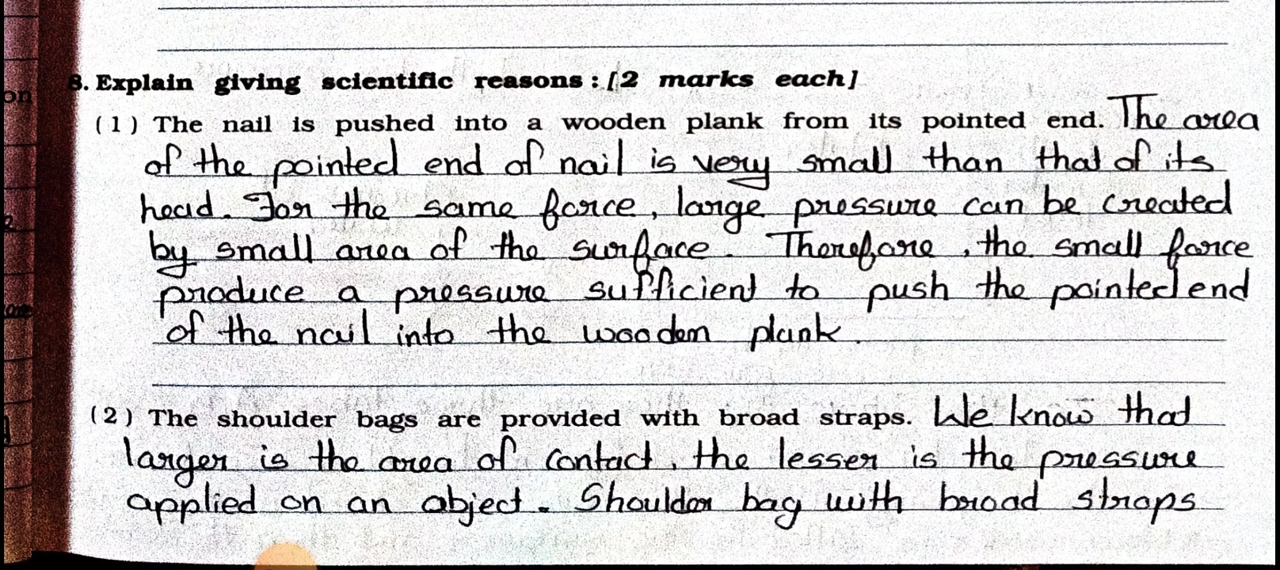 8. Explain giving scientific reasons : [2 marks each]
(1) The nail is pushed into a wooden plank from its pointed end. The area
of the pointed end of nail is very small than that of its
head. For the same force, large pressure can be created
by small area of the surface. Therefore, the small force
produce a pressure sufficient to push the pointed end
of the nail into the wooden plank.
(2) The shoulder bags are provided with broad straps. We know that
larger is the area of contact, the lesser is the pressure
applied on an object. Shoulder bag with broad straps